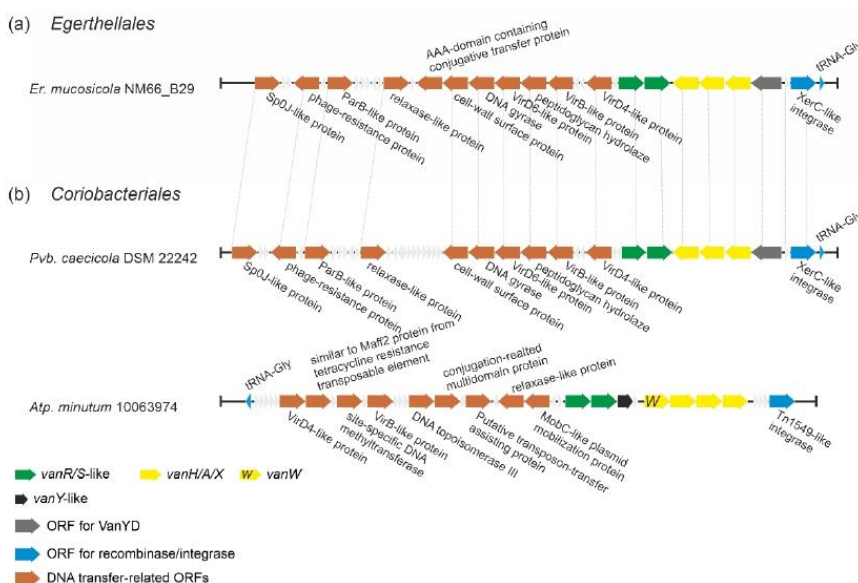 (a) Egerthellales
AAA-domain containing
conjugative transfer protein
tRNA-Gly
Er. mucosicola NM66_B29
Sp0J-like protein
phage-resistance protein
ParB-like protein
relaxase-like protein
cell-wall surface protein
DNA gyrase
VirD6-like protein
peptidoglycan hydrolaze
VirB-like protein
VirD4-like protein
XerC-like
integrase
(b) Coriobacteriales
tRNA-Gly
Pvb. caecicola DSM 22242
Sp0J-like protein
phage-resistance protein
ParB-like protein
relaxase-like protein
cell-wall surface protein
DNA gyrase
VirD6-like protein
peptidoglycan hydrolaze
VirB-like protein
VirD4-like protein
XerC-like
integrase
tRNA-Gly
similar to Maff2 protein from
tetracycline resistance
transposable element
conjugation-realted
multidomain protein
relaxase-like protein
Atp. minutum 10063974
W
VirD4-like protein
site-specific DNA
methyltransferase
VirB-like protein
DNA topoisomerase III
Putative transposon-transfer
assisting protein
MobC-like plasmid
mobilization protein
Tn1549-like
integrase
vanR/S-like
vanH/A/X
W vanW
vanY-like
ORF for VanYD
ORF for recombinase/integrase
DNA transfer-related ORFs